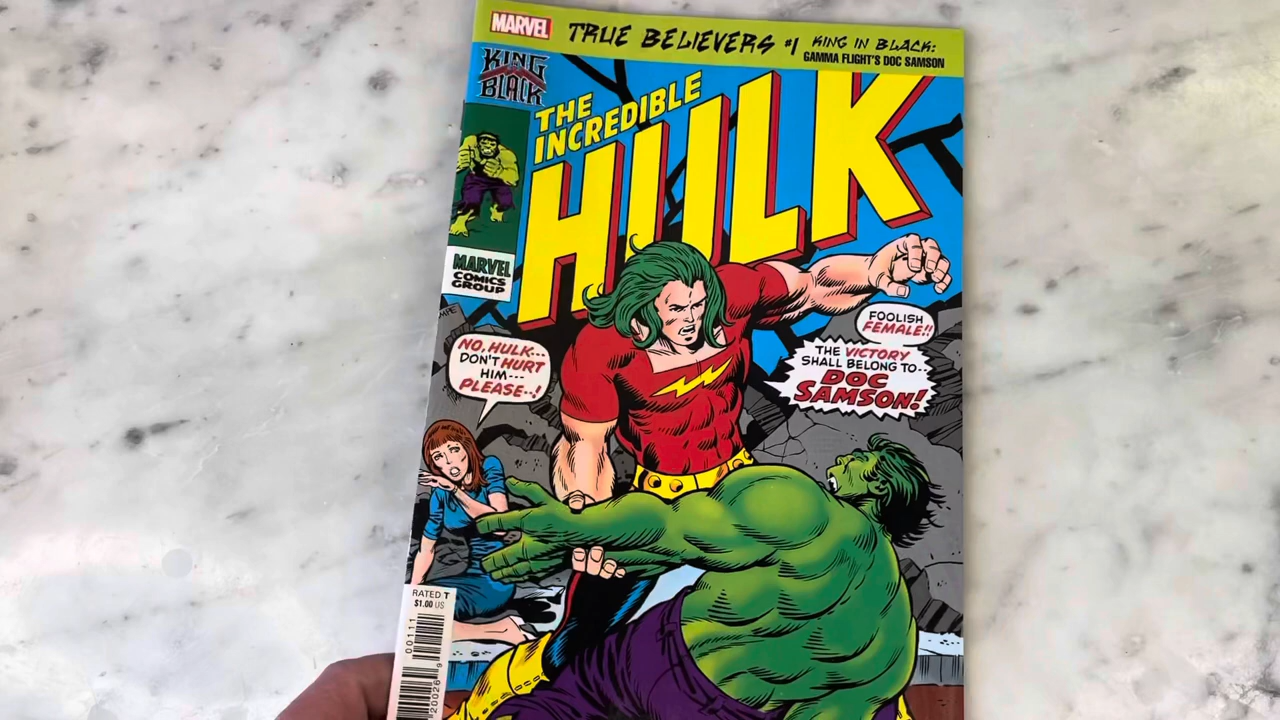 MARVEL
TRUE BELIEVERS #1
KING IN BLACK:
GAMMA FLIGHT'S DOC SAMSON
KING
IN
BLACK
THE
INCREDIBLE
HULK
MARVEL
COMICS
GROUP
NO, HULK---
DON'T HURT
HIM---
PLEASE--!
FOOLISH
FEMALE!!
THE VICTORY
SHALL BELONG TO--
DOC
SAMSON!
RATED T
$1.00 US
00111